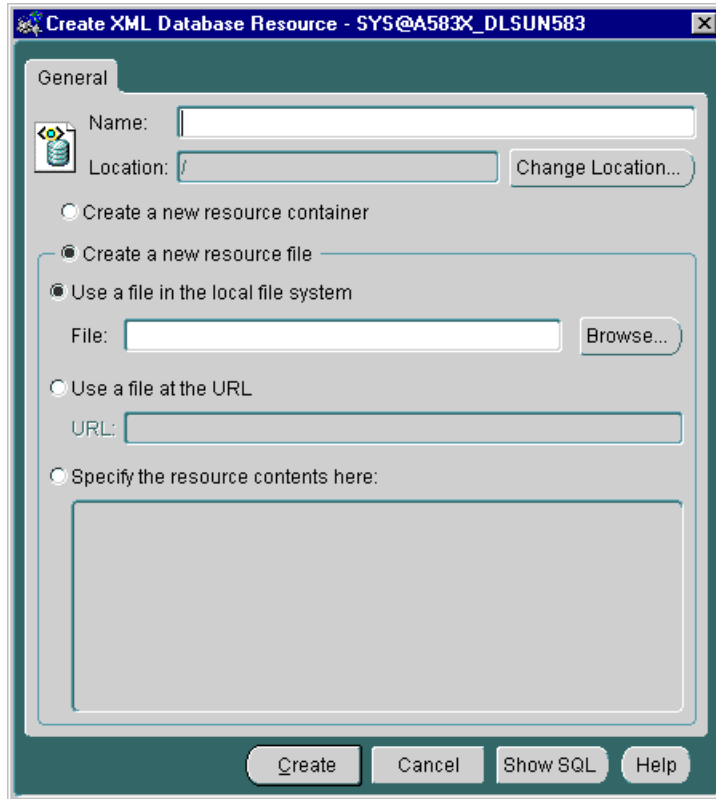 Create XML Database Resource - SYS@A583X_DLSUN583
General
Name:
Location: / Change Location...
Create a new resource container
Create a new resource file
Use a file in the local file system
File: Browse...
Use a file at the URL
URL:
Specify the resource contents here:
Create Cancel Show SQL Help